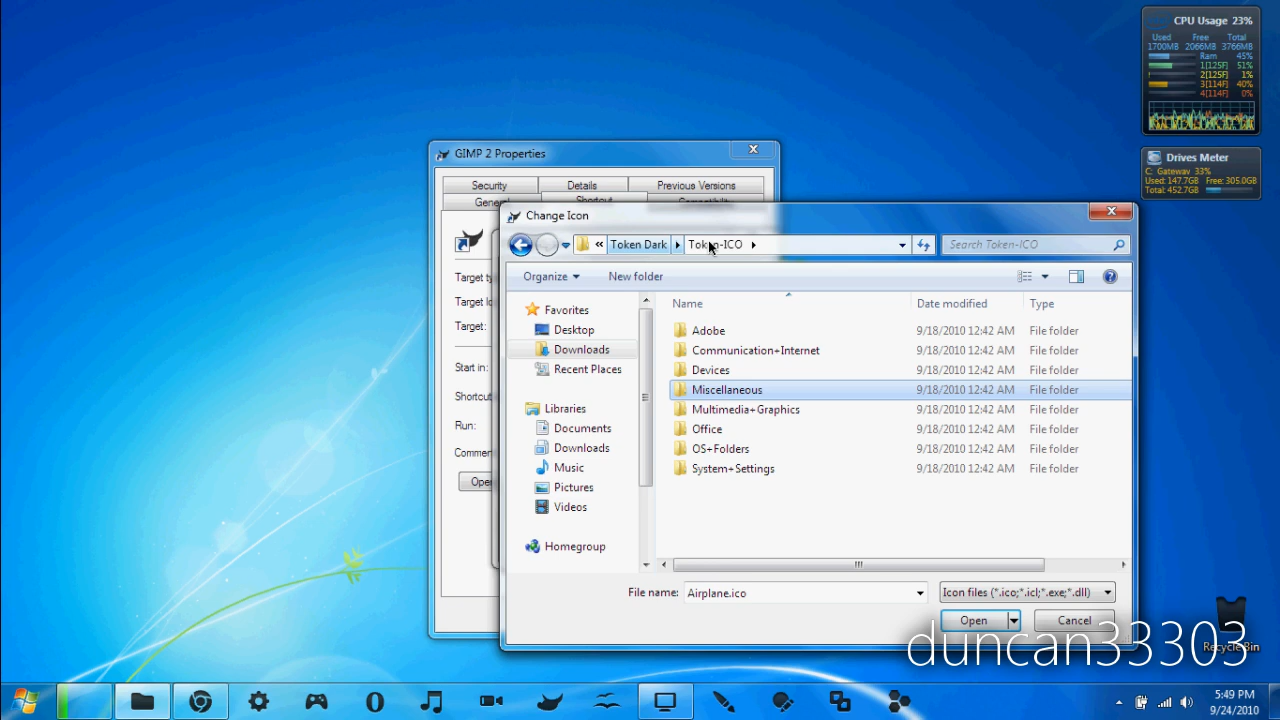 CPU Usage 23%
Used Free Total
1700MB 2066MB 3766MB
Ram 45%
1[125F] 51%
2[125F] 1%
3[114F] 40%
4[114F] 0%
Drives Meter
C: Gateway 33%
Used: 147.7GB Free: 305.0GB
Total: 452.7GB
GIMP 2 Properties
Security Details Previous Versions
Shortcut
Target:
Start in:
Run:
Change Icon
« Token Dark Token-ICO
Search Token-ICO
Organize New folder
Name Date modified Type
Favorites
Desktop
Downloads
Recent Places
Libraries
Documents
Downloads
Music
Pictures
Videos
Homegroup
Adobe 9/18/2010 12:42 AM File folder
Communication+Internet 9/18/2010 12:42 AM File folder
Devices 9/18/2010 12:42 AM File folder
Miscellaneous 9/18/2010 12:42 AM File folder
Multimedia+Graphics 9/18/2010 12:42 AM File folder
Office 9/18/2010 12:42 AM File folder
OS+Folders 9/18/2010 12:42 AM File folder
System+Settings 9/18/2010 12:42 AM File folder
File name: Airplane.ico
Icon files (*.ico;*.icl;*.exe;*.dll)
Open Cancel
duncan33303
Recycle Bin
5:49 PM
9/24/2010